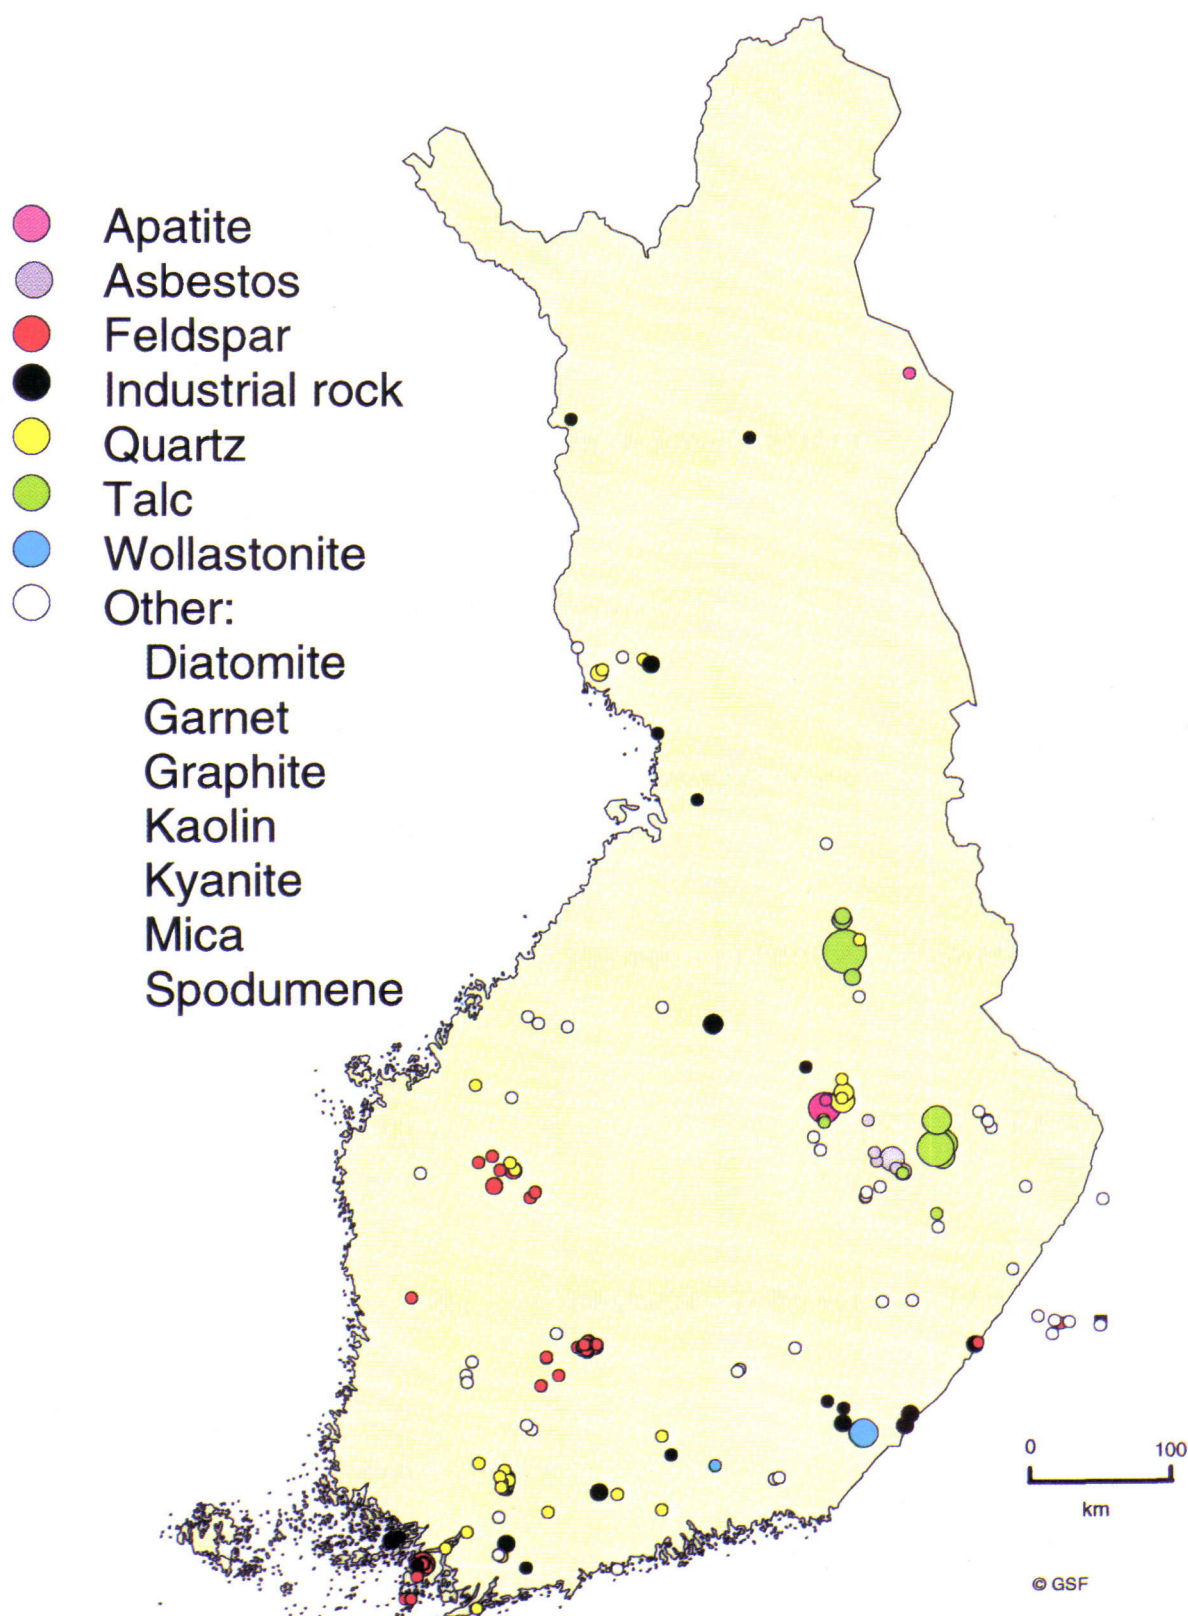 Apatite
Asbestos
Feldspar
Industrial rock
Quartz
Talc
Wollastonite
Other:
Diatomite
Garnet
Graphite
Kaolin
Kyanite
Mica
Spodumene
0 100
km
© GSF